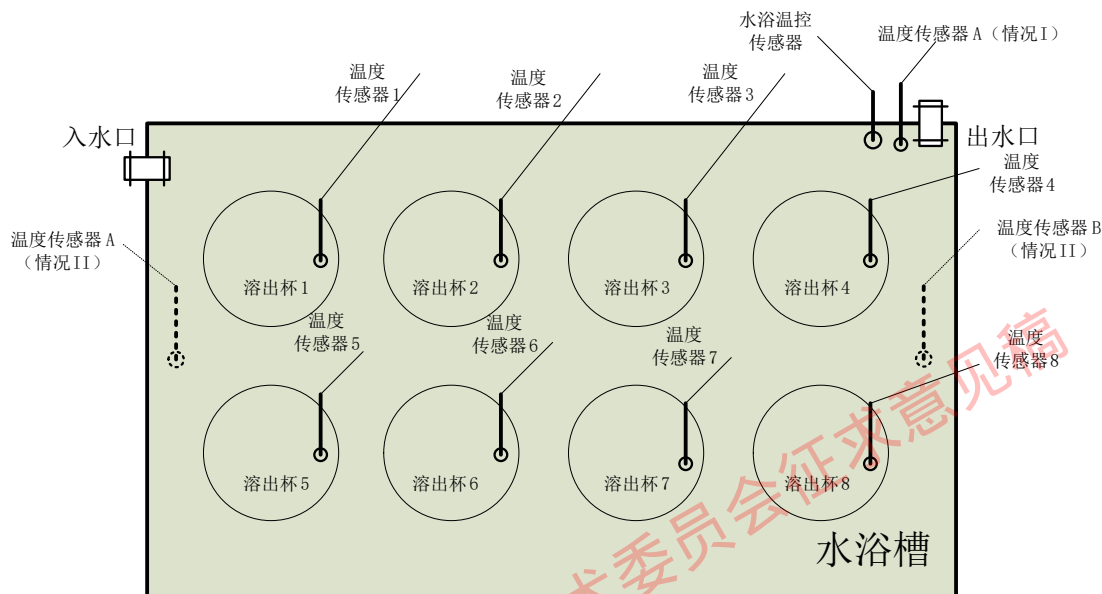 水浴温控
传感器
温度传感器A（情况I）
温度
传感器1
温度
传感器2
温度
传感器3
入水口
出水口
温度
传感器4
温度传感器A
（情况II）
温度传感器B
（情况II）
溶出杯1
溶出杯2
溶出杯3
溶出杯4
温度
传感器5
温度
传感器6
温度
传感器7
温度
传感器8
溶出杯5
溶出杯6
溶出杯7
溶出杯8
水浴槽
术委员会征求意见稿